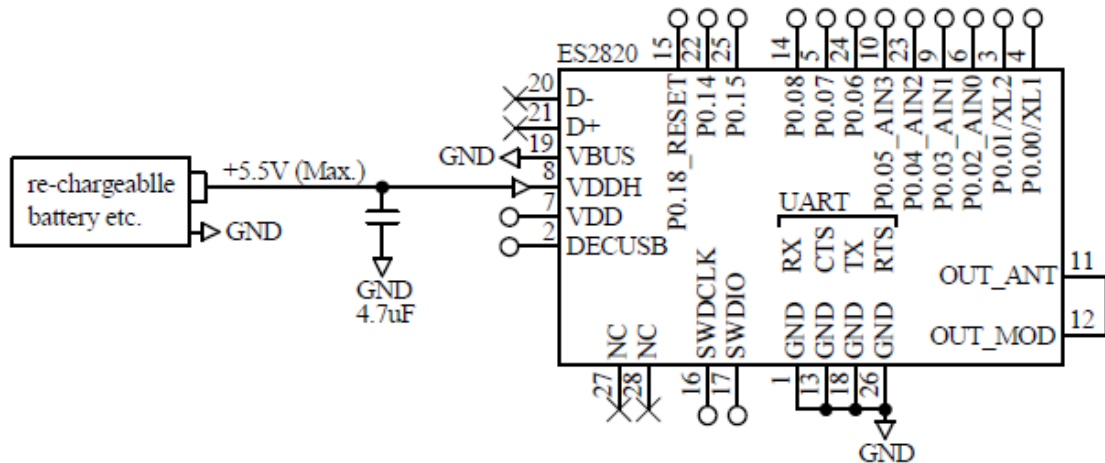 ES2820
15
22
25
14
5
24
10
23
9
6
3
4
P0.18_RESET
P0.14
P0.15
P0.08
P0.07
P0.06
P0.05_AIN3
P0.04_AIN2
P0.03_AIN1
P0.02_AIN0
P0.01/XL2
P0.00/XL1
20 D-
21 D+
GND 19 VBUS
8 VDDH
7 VDD
2 DECUSB
re-chargeablle
battery etc.
+5.5V (Max.)
GND
GND
4.7uF
UART
RX
CTS
TX
RTS
OUT_ANT 11
OUT_MOD 12
NC
NC
SWDCLK
SWDIO
GND
GND
GND
GND
27
28
16
17
1
13
18
26
GND